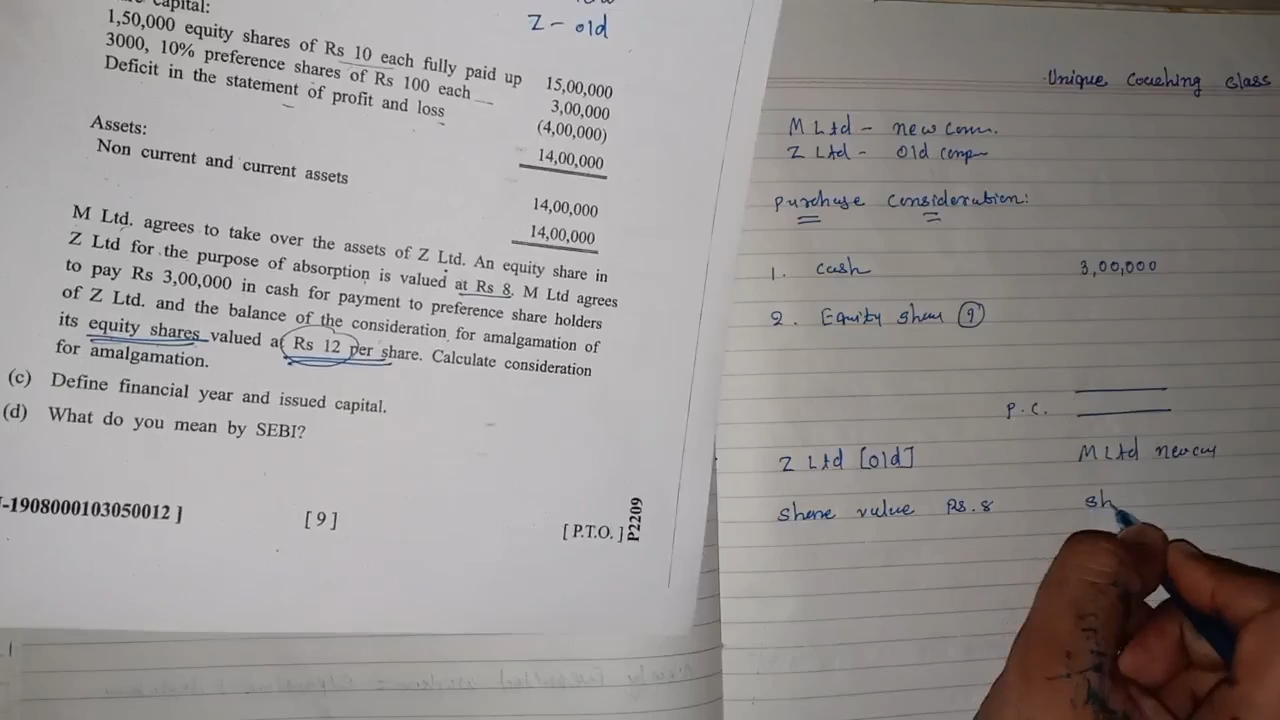 Capital:
Z - old
1,50,000 equity shares of Rs 10 each fully paid up 15,00,000
3000, 10% preference shares of Rs 100 each 3,00,000
Deficit in the statement of profit and loss (4,00,000)
14,00,000
Assets:
Non current and current assets 14,00,000
14,00,000
M Ltd. agrees to take over the assets of Z Ltd. An equity share in
Z Ltd for the purpose of absorption is valued at Rs 8. M Ltd agrees
to pay Rs 3,00,000 in cash for payment to preference share holders
of Z Ltd. and the balance of the consideration for amalgamation of
its equity shares valued at Rs 12 per share. Calculate consideration
for amalgamation.
(c) Define financial year and issued capital.
(d) What do you mean by SEBI?
-1908000103050012 ] [ 9 ] [ P.T.O. ]
P2209
Unique Coaching Class
M Ltd - new com.
Z Ltd - Old comp
Purchase Consideration:
1. Cash 3,00,000
2. Equity share (?)
P.C.
Z Ltd [old] M Ltd new
Share value Rs. 8 Sh